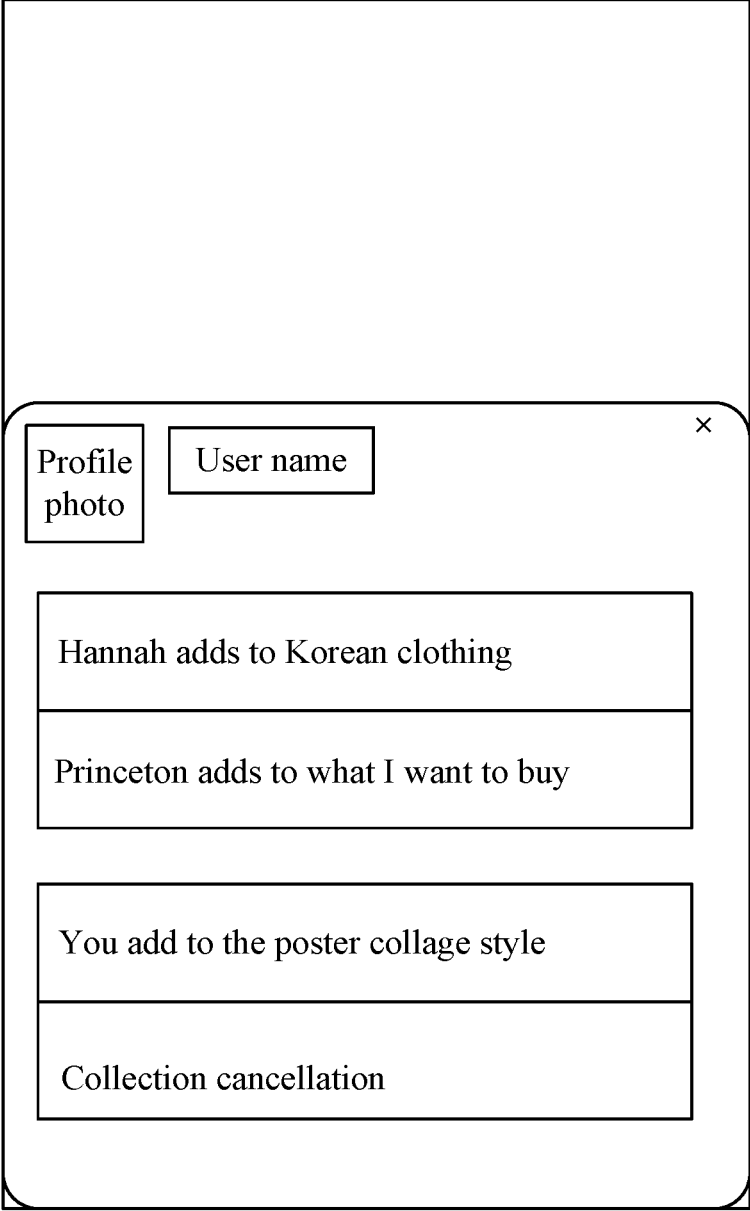 ×
Profile
photo
User name
Hannah adds to Korean clothing
Princeton adds to what I want to buy
You add to the poster collage style
Collection cancellation